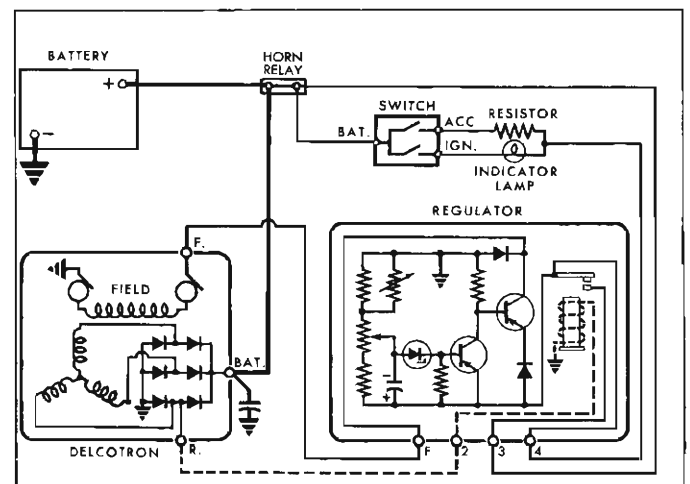 BATTERY
+
−
HORN
RELAY
SWITCH
BAT.
ACC
IGN.
RESISTOR
INDICATOR
LAMP
REGULATOR
F.
FIELD
BAT.
DELCOTRON
R.
−
+
F
2
3
4